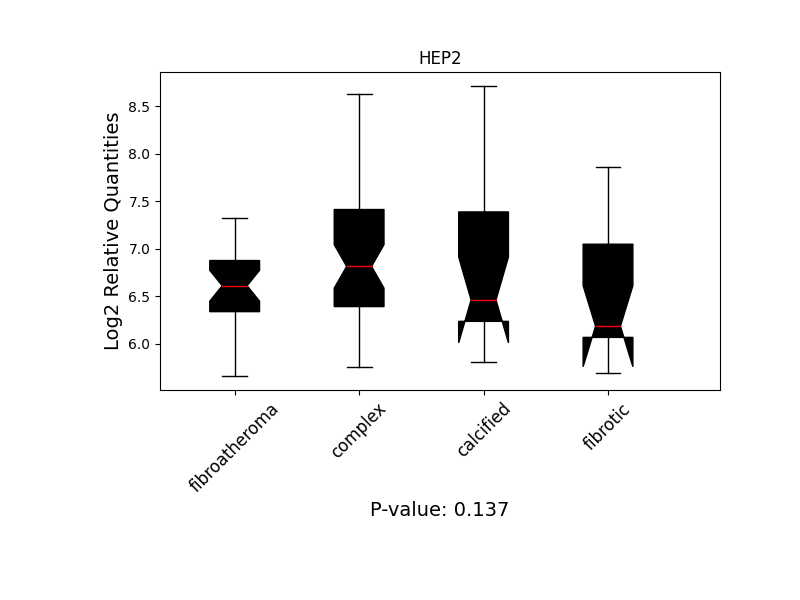 HEP2
Log2 Relative Quantities
8.5
8.0
7.5
7.0
6.5
6.0
fibroatheroma
complex
calcified
fibrotic
P-value: 0.137